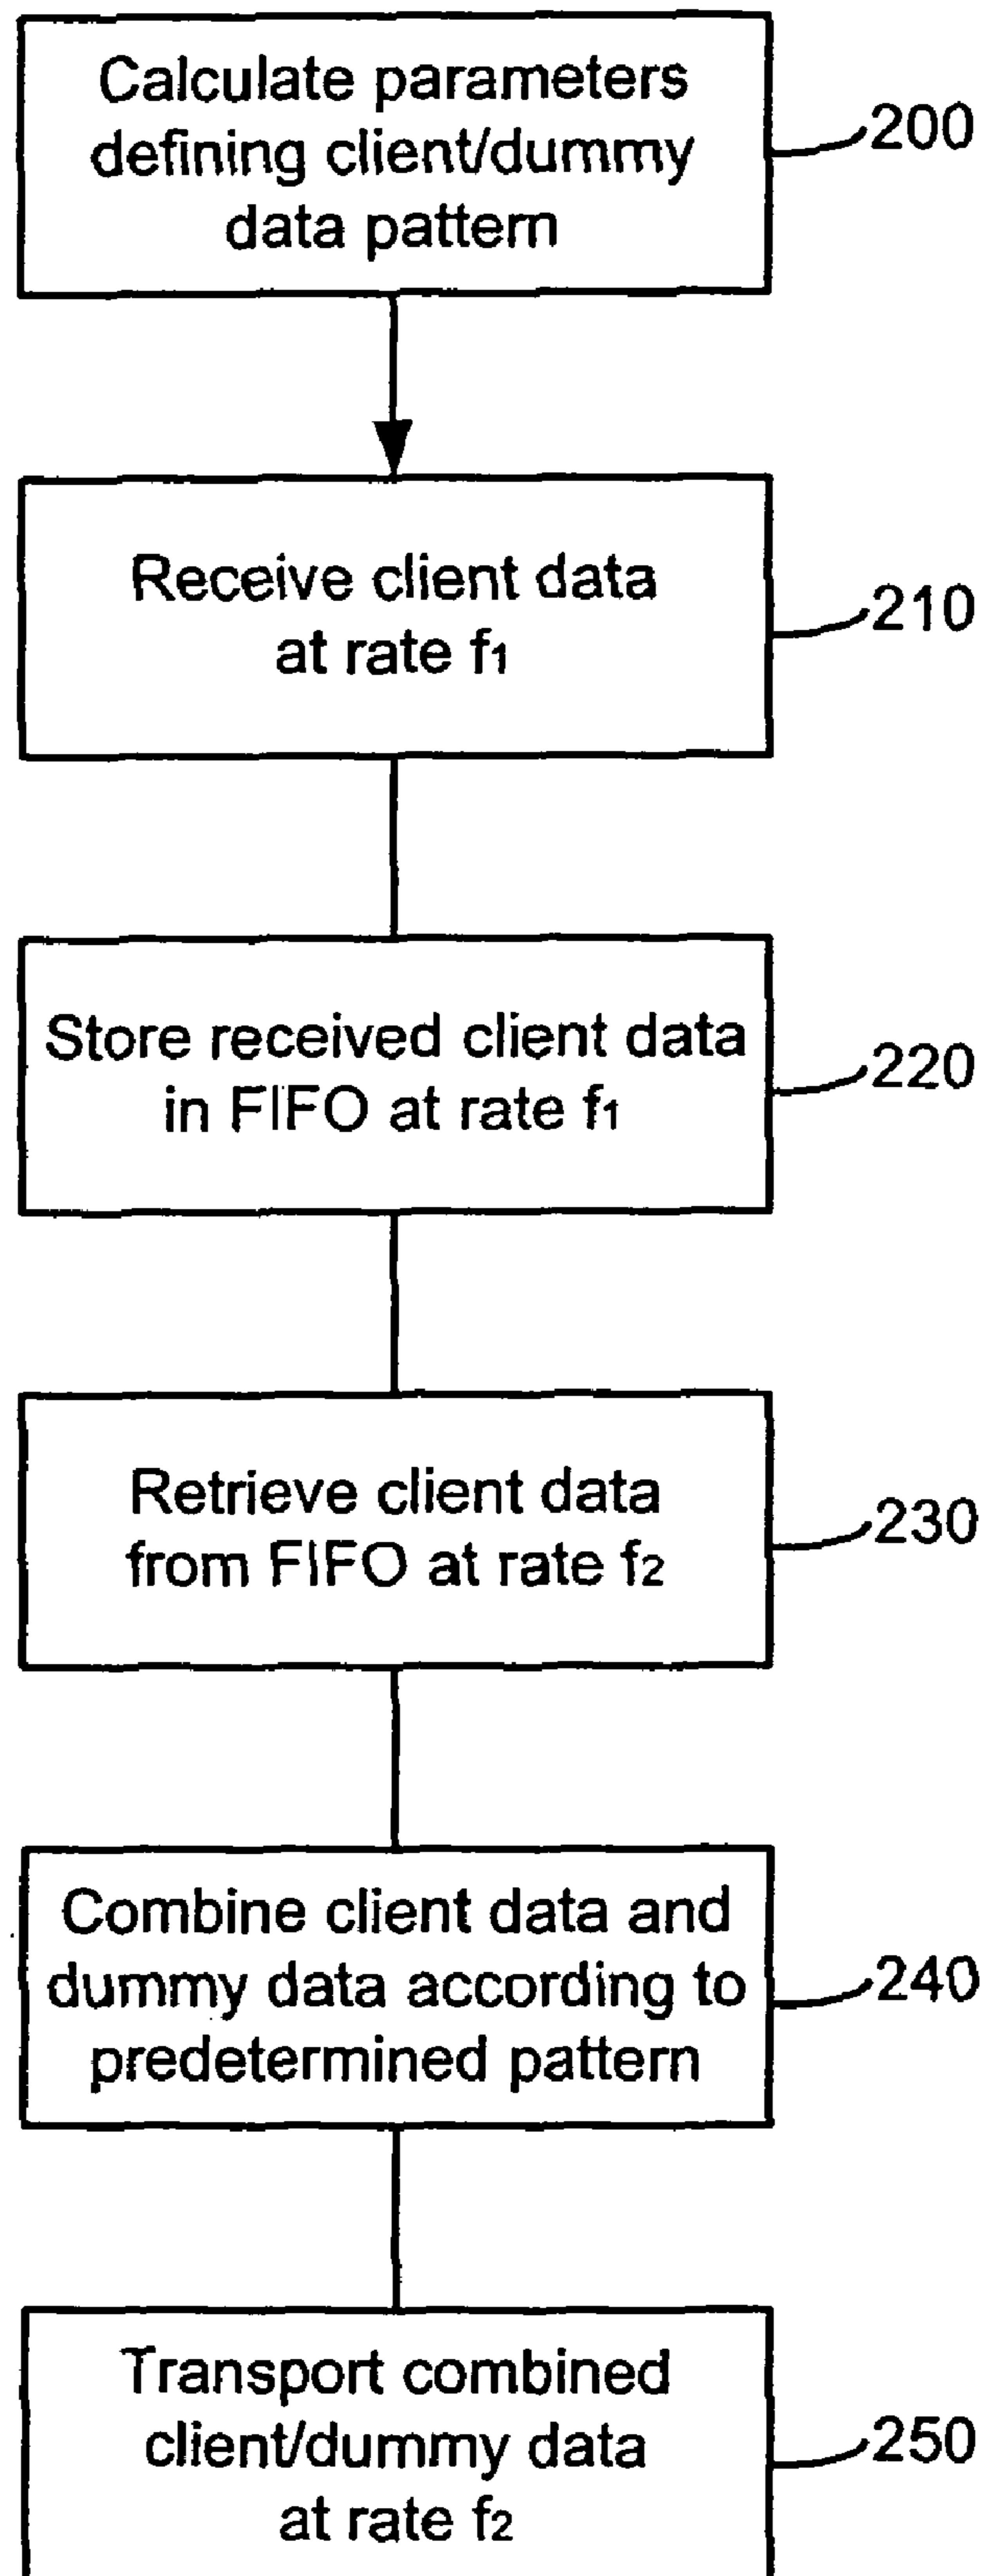 Calculate parameters
defining client/dummy
data pattern
200
Receive client data
at rate f₁
210
Store received client data
in FIFO at rate f₁
220
Retrieve client data
from FIFO at rate f₂
230
Combine client data and
dummy data according to
predetermined pattern
240
Transport combined
client/dummy data
at rate f₂
250